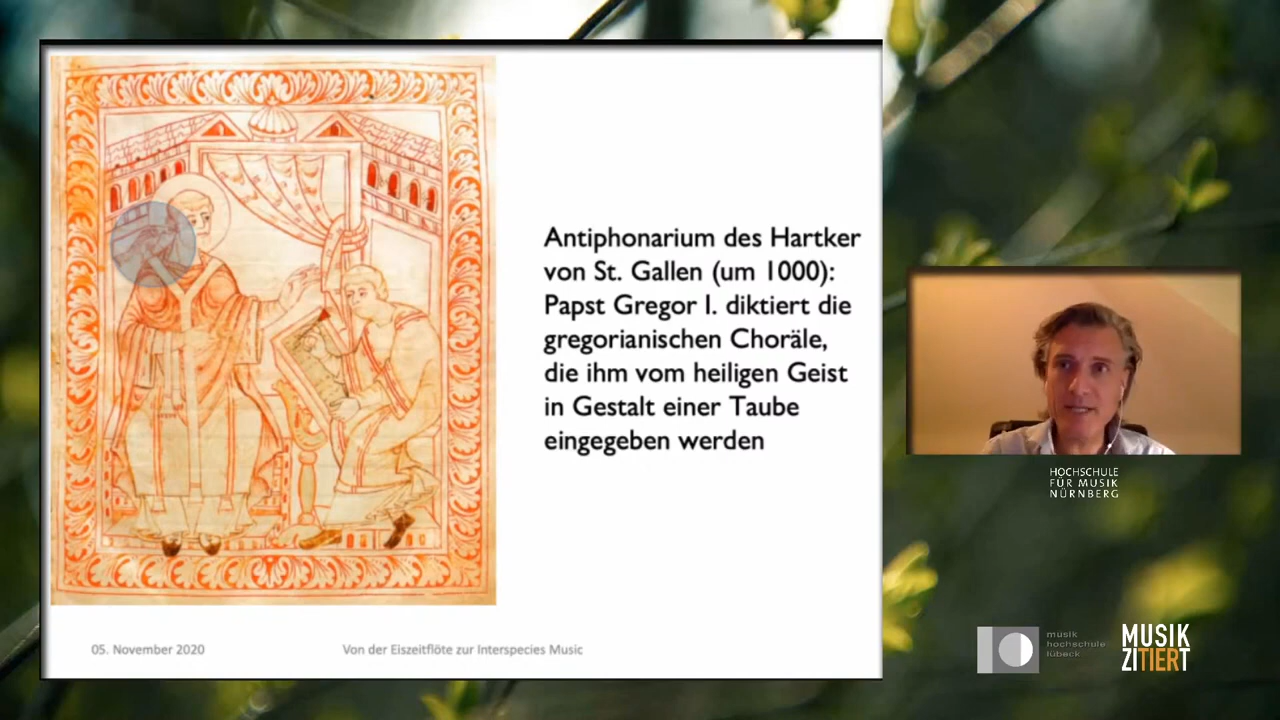 Antiphonarium des Hartker
von St. Gallen (um 1000):
Papst Gregor I. diktiert die
gregorianischen Choräle,
die ihm vom heiligen Geist
in Gestalt einer Taube
eingegeben werden
05. November 2020
Von der Eiszeitflöte zur Interspecies Music
HOCHSCHULE
FÜR MUSIK
NÜRNBERG
musik
hochschule
lübeck
MUSIK
ZITIERT